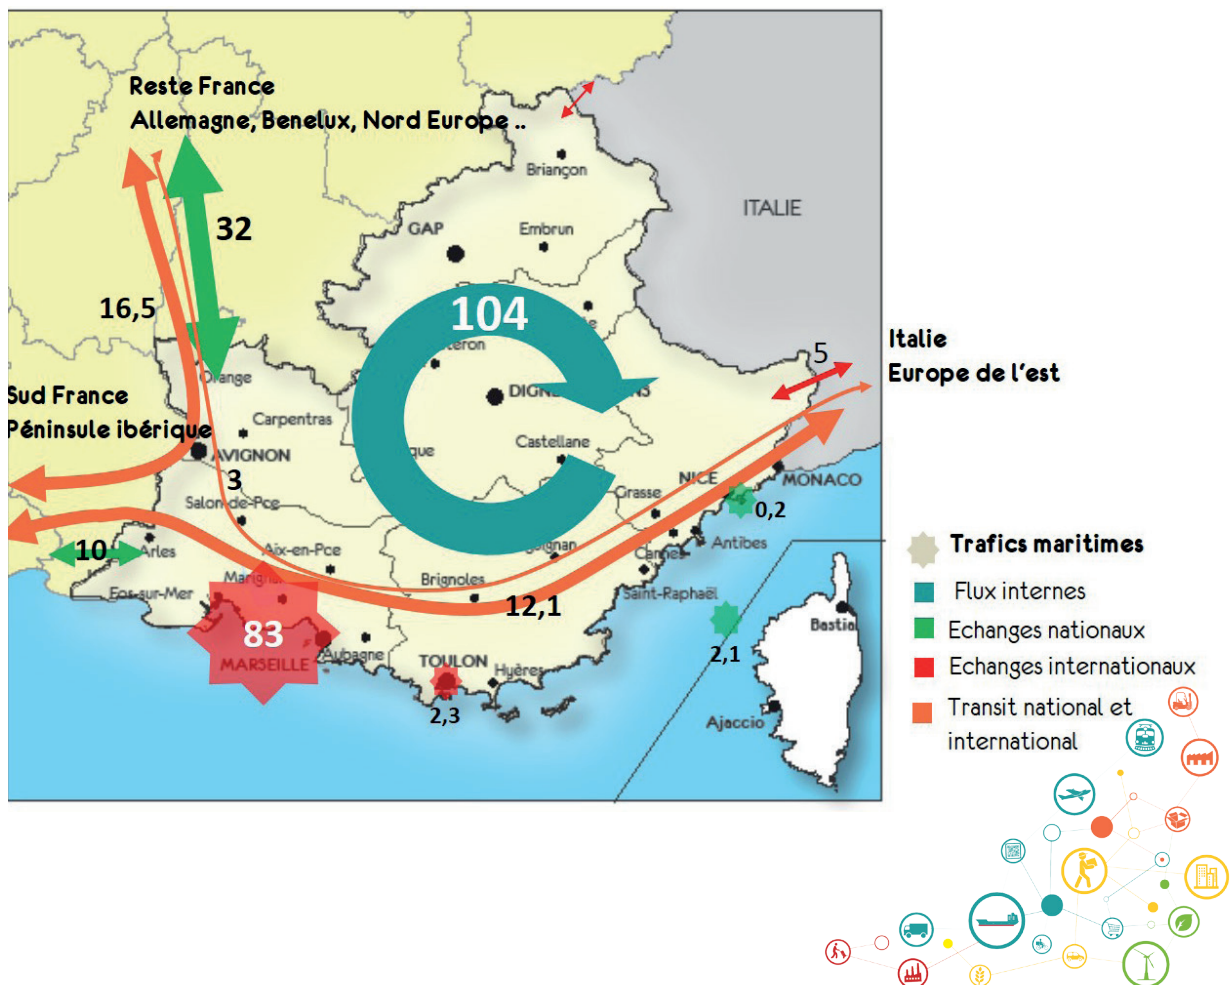 Reste France
Allemagne, Benelux, Nord Europe ..
Briançon
ITALIE
GAP
Embrun
32
16,5
104
Italie
Europe de l'est
5
Orange
Sud France
Péninsule ibérique
Carpentras
AVIGNON
Castellane
3
Salon-de-Pce
NICE
MONACO
Grasse
0,2
10
Arles
Aix-en-Pce
Cannes
Antibes
Trafics maritimes
Fos-sur-Mer
Brignoles
12,1
Saint-Raphaël
Flux internes
83
MARSEILLE
Aubagne
TOULON
Hyères
2,1
Bastia
Echanges nationaux
Echanges internationaux
2,3
Ajaccio
Transit national et
international